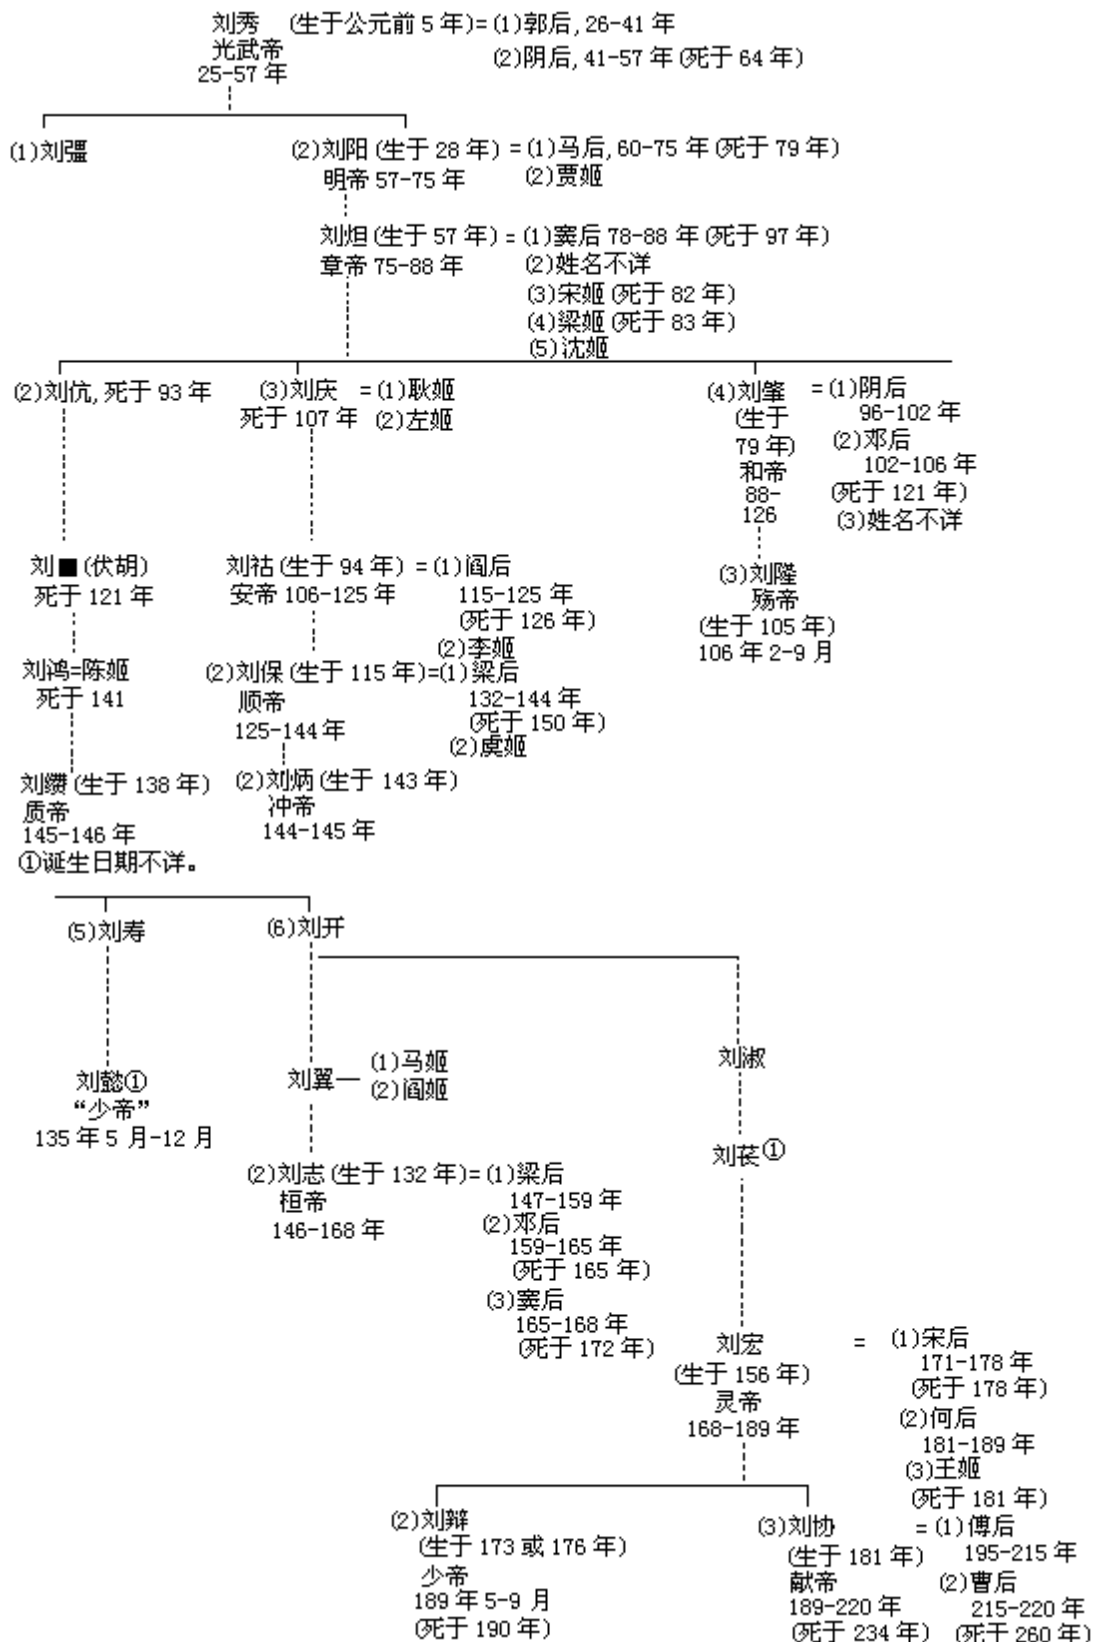 刘秀 (生于公元前 5 年)= (1)郭后, 26-41 年
光武帝 (2)阴后, 41-57 年 (死于 64 年)
25-57 年
(1)刘彊 (2)刘阳 (生于 28 年) = (1)马后, 60-75 年 (死于 79 年)
明帝 57-75 年 (2)贾姬
刘炟 (生于 57 年) = (1)窦后 78-88 年 (死于 97 年)
章帝 75-88 年 (2)姓名不详
(3)宋姬 (死于 82 年)
(4)梁姬 (死于 83 年)
(5)沈姬
(2)刘伉, 死于 93 年
(3)刘庆 = (1)耿姬
死于 107 年 (2)左姬
(4)刘肇 = (1)阴后
(生于 96-102 年
79 年) (2)邓后
和帝 102-106 年
88- (死于 121 年)
126 (3)姓名不详
刘■ (伏胡)
死于 121 年
刘祜 (生于 94 年) = (1)阎后
安帝 106-125 年 115-125 年
(死于 126 年)
(2)李姬
(3)刘隆
殇帝
(生于 105 年)
106 年 2-9 月
刘鸿=陈姬
死于 141
(2)刘保 (生于 115 年)=(1)梁后
顺帝 132-144 年
125-144 年 (死于 150 年)
(2)虞姬
刘缵 (生于 138 年)
质帝
145-146 年
(2)刘炳 (生于 143 年)
冲帝
144-145 年
①诞生日期不详。
(5)刘寿 (6)刘开
刘懿①
“少帝”
135 年 5 月-12 月
刘翼— (1)马姬
(2)阎姬
刘淑
刘苌①
(2)刘志 (生于 132 年)= (1)梁后
桓帝 147-159 年
146-168 年 (2)邓后
159-165 年
(死于 165 年)
(3)窦后
165-168 年
(死于 172 年)
刘宏 = (1)宋后
(生于 156 年) 171-178 年
灵帝 (死于 178 年)
168-189 年 (2)何后
181-189 年
(3)王姬
(死于 181 年)
(2)刘辩
(生于 173 或 176 年)
少帝
189 年 5-9 月
(死于 190 年)
(3)刘协 = (1)傅后
(生于 181 年) 195-215 年
献帝 (2)曹后
189-220 年 215-220 年
(死于 234 年) (死于 260 年)